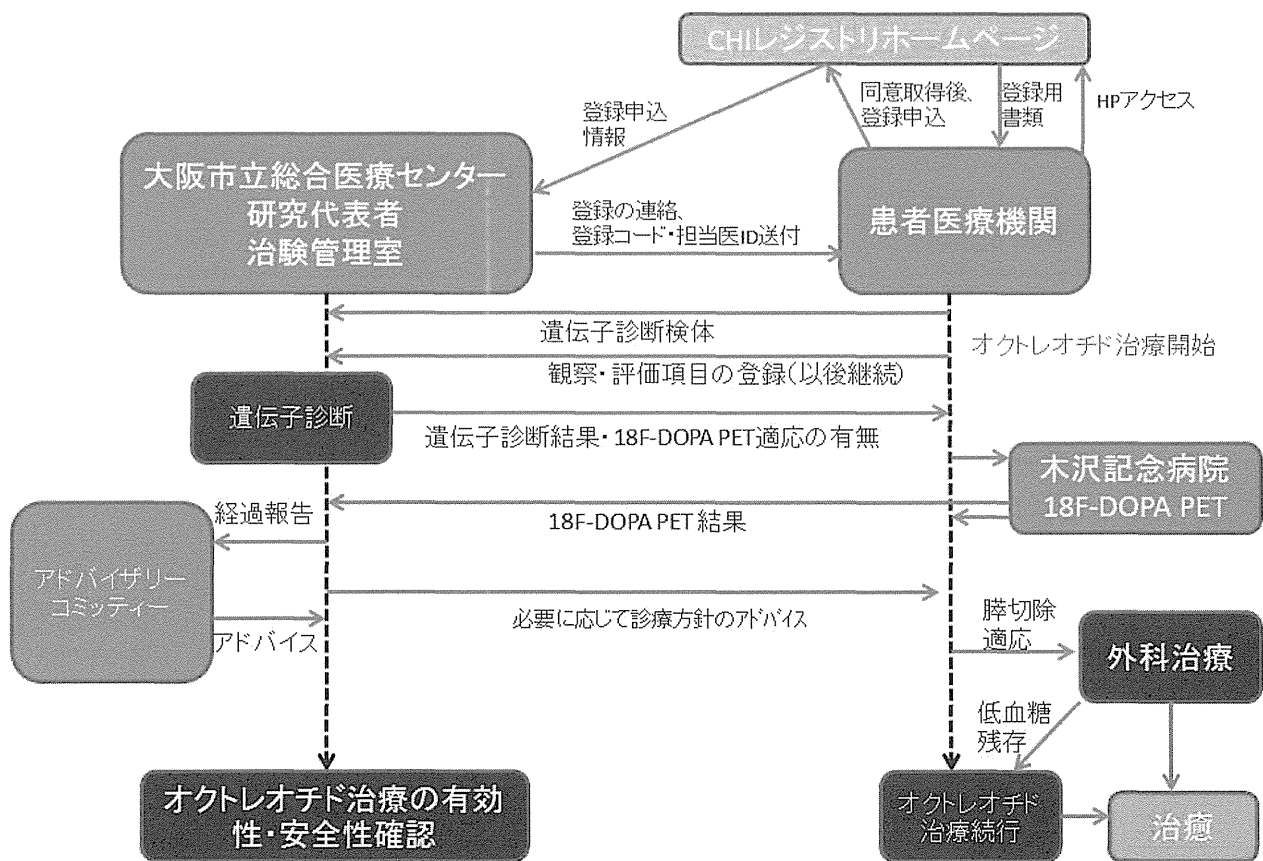 CHIレジストリホームページ
登録申込
情報
同意取得後、
登録申込
登録用
書類
HPアクセス
大阪市立総合医療センター
研究代表者
治験管理室
登録の連絡、
登録コード・担当医ID送付
患者医療機関
遺伝子診断検体
オクトレオチド治療開始
観察・評価項目の登録(以後継続)
遺伝子診断
遺伝子診断結果・18F-DOPA PET適応の有無
木沢記念病院
18F-DOPA PET
18F-DOPA PET 結果
経過報告
アドバイザリー
コミッティー
アドバイス
必要に応じて診療方針のアドバイス
膵切除
適応
外科治療
低血糖
残存
オクトレオチド治療の有効
性・安全性確認
オクトレオチド
治療続行
治癒